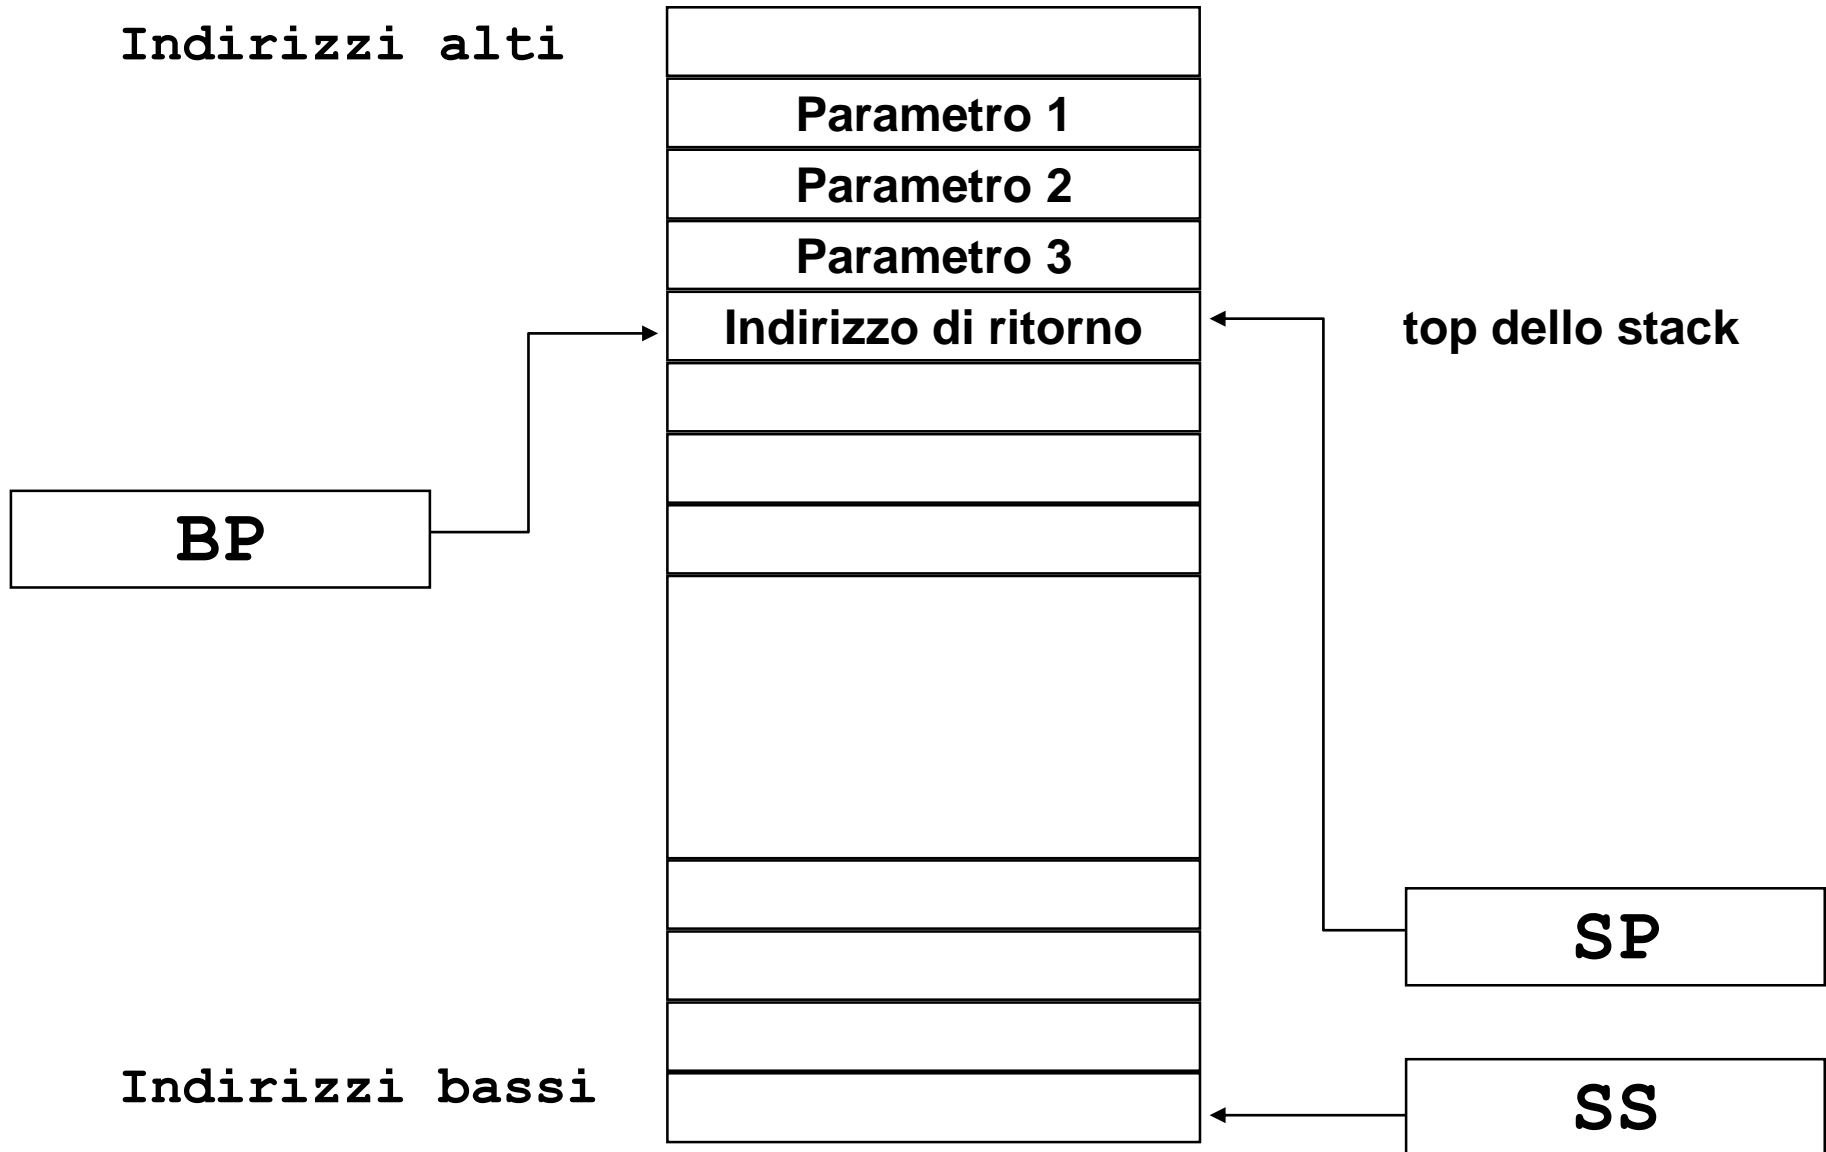 Indirizzi alti
Parametro 1
Parametro 2
Parametro 3
Indirizzo di ritorno
top dello stack
BP
SP
Indirizzi bassi
SS